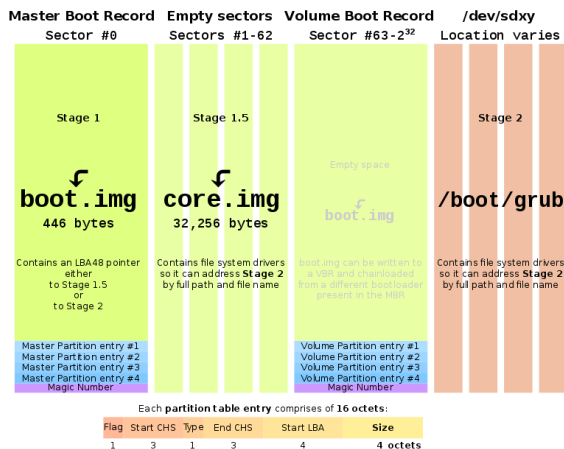 Master Boot Record
Sector #0
Stage 1
boot.img
446 bytes
Contains an LBA48 pointer
either
to Stage 1.5
or
to Stage 2
Master Partition entry #1
Master Partition entry #2
Master Partition entry #3
Master Partition entry #4
Magic Number
Empty sectors
Sectors #1-62
Stage 1.5
core.img
32,256 bytes
Contains file system drivers
so it can address Stage 2
by full path and file name
Volume Boot Record
Sector #63-2³²
Empty space
boot.img
boot.img can be written to
a VBR and chainloaded
from a different bootloader
present in the MBR
Volume Partition entry #1
Volume Partition entry #2
Volume Partition entry #3
Volume Partition entry #4
Magic Number
/dev/sdxy
Location varies
Stage 2
/boot/grub
Contains file system drivers
so it can address Stage 2
by full path and file name
Each partition table entry comprises of 16 octets:
Flag Start CHS Type End CHS Start LBA Size
1 3 1 3 4 4 octets